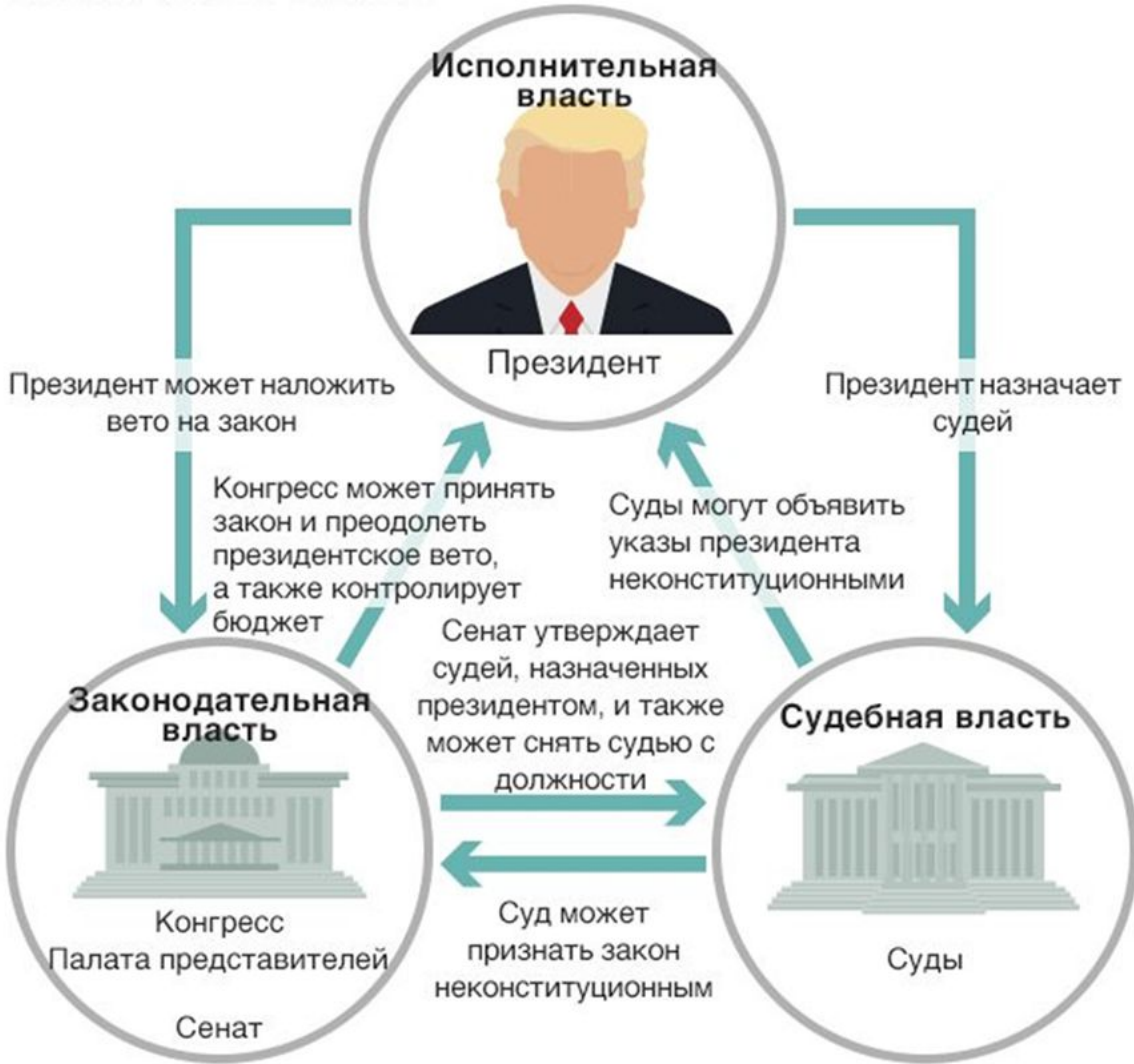 Исполнительная
власть
Президент
Президент может наложить
вето на закон
Президент назначает
судей
Конгресс может принять
закон и преодолеть
президентское вето,
а также контролирует
бюджет
Суды могут объявить
указы президента
неконституционными
Сенат утверждает
судей, назначенных
президентом, и также
может снять судью с
должности
Законодательная
власть
Конгресс
Палата представителей
Сенат
Судебная власть
Суды
Суд может
признать закон
неконституционным